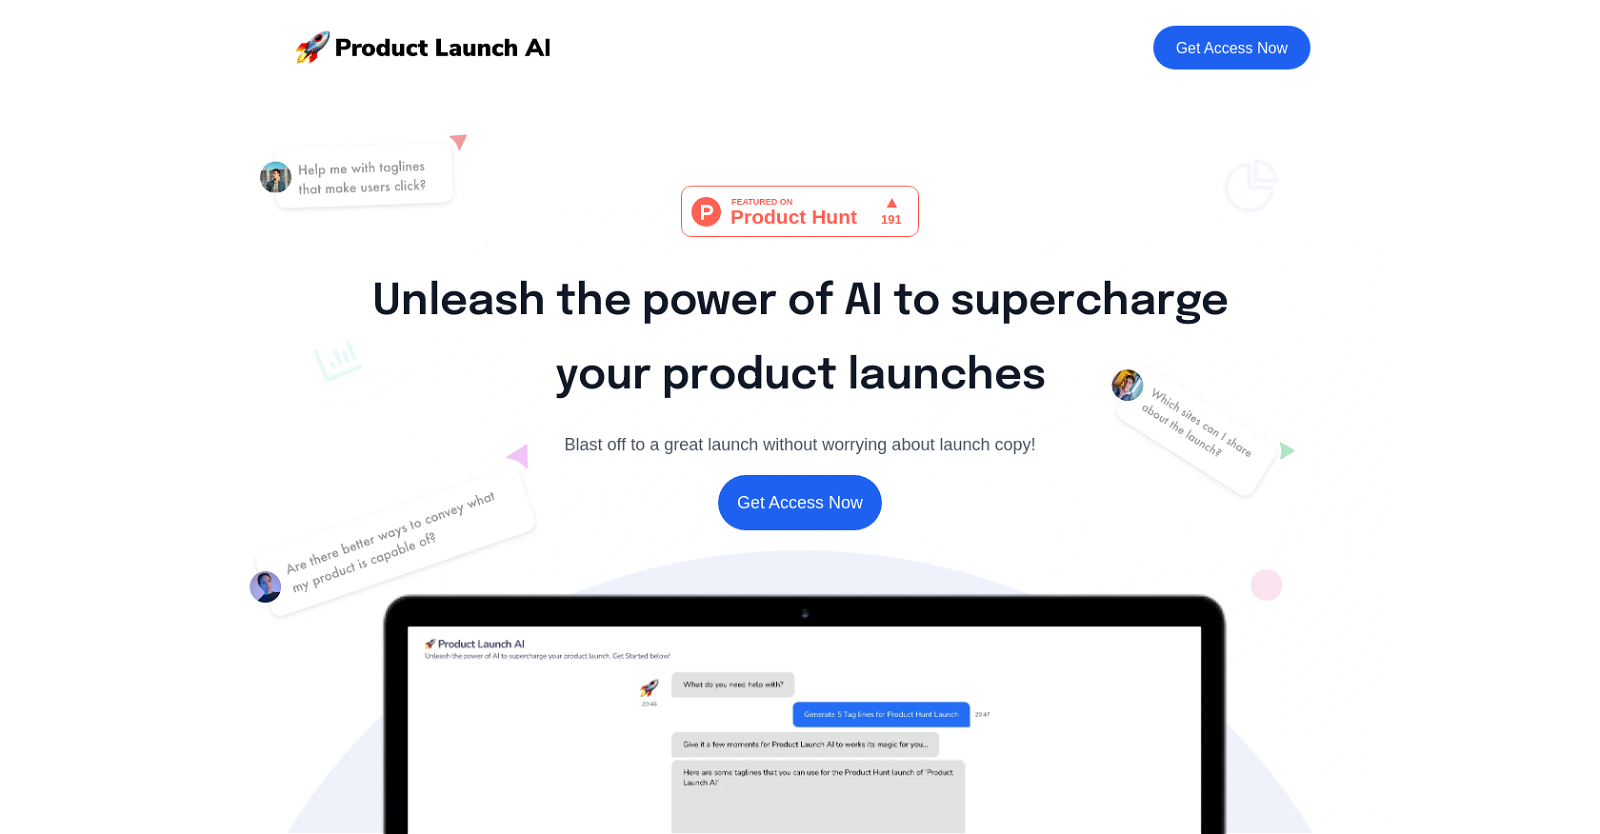 Product Launch AI
Get Access Now
Help me with taglines
that make users click?
FEATURED ON
Product Hunt
191
Unleash the power of AI to supercharge
your product launches
Which sites can I share
about the launch?
Blast off to a great launch without worrying about launch copy!
Get Access Now
Are there better ways to convey what
my product is capable of?
Product Launch AI
Unleash the power of AI to supercharge your product launch. Get Started below!
What do you need help with?
20:46
Generate 5 Tag lines for Product Hunt Launch
20:47
Give it a few moments for Product Launch AI to works its magic for you...
Here are some taglines that you can use for the Product Hunt launch of 'Product
Launch AI'